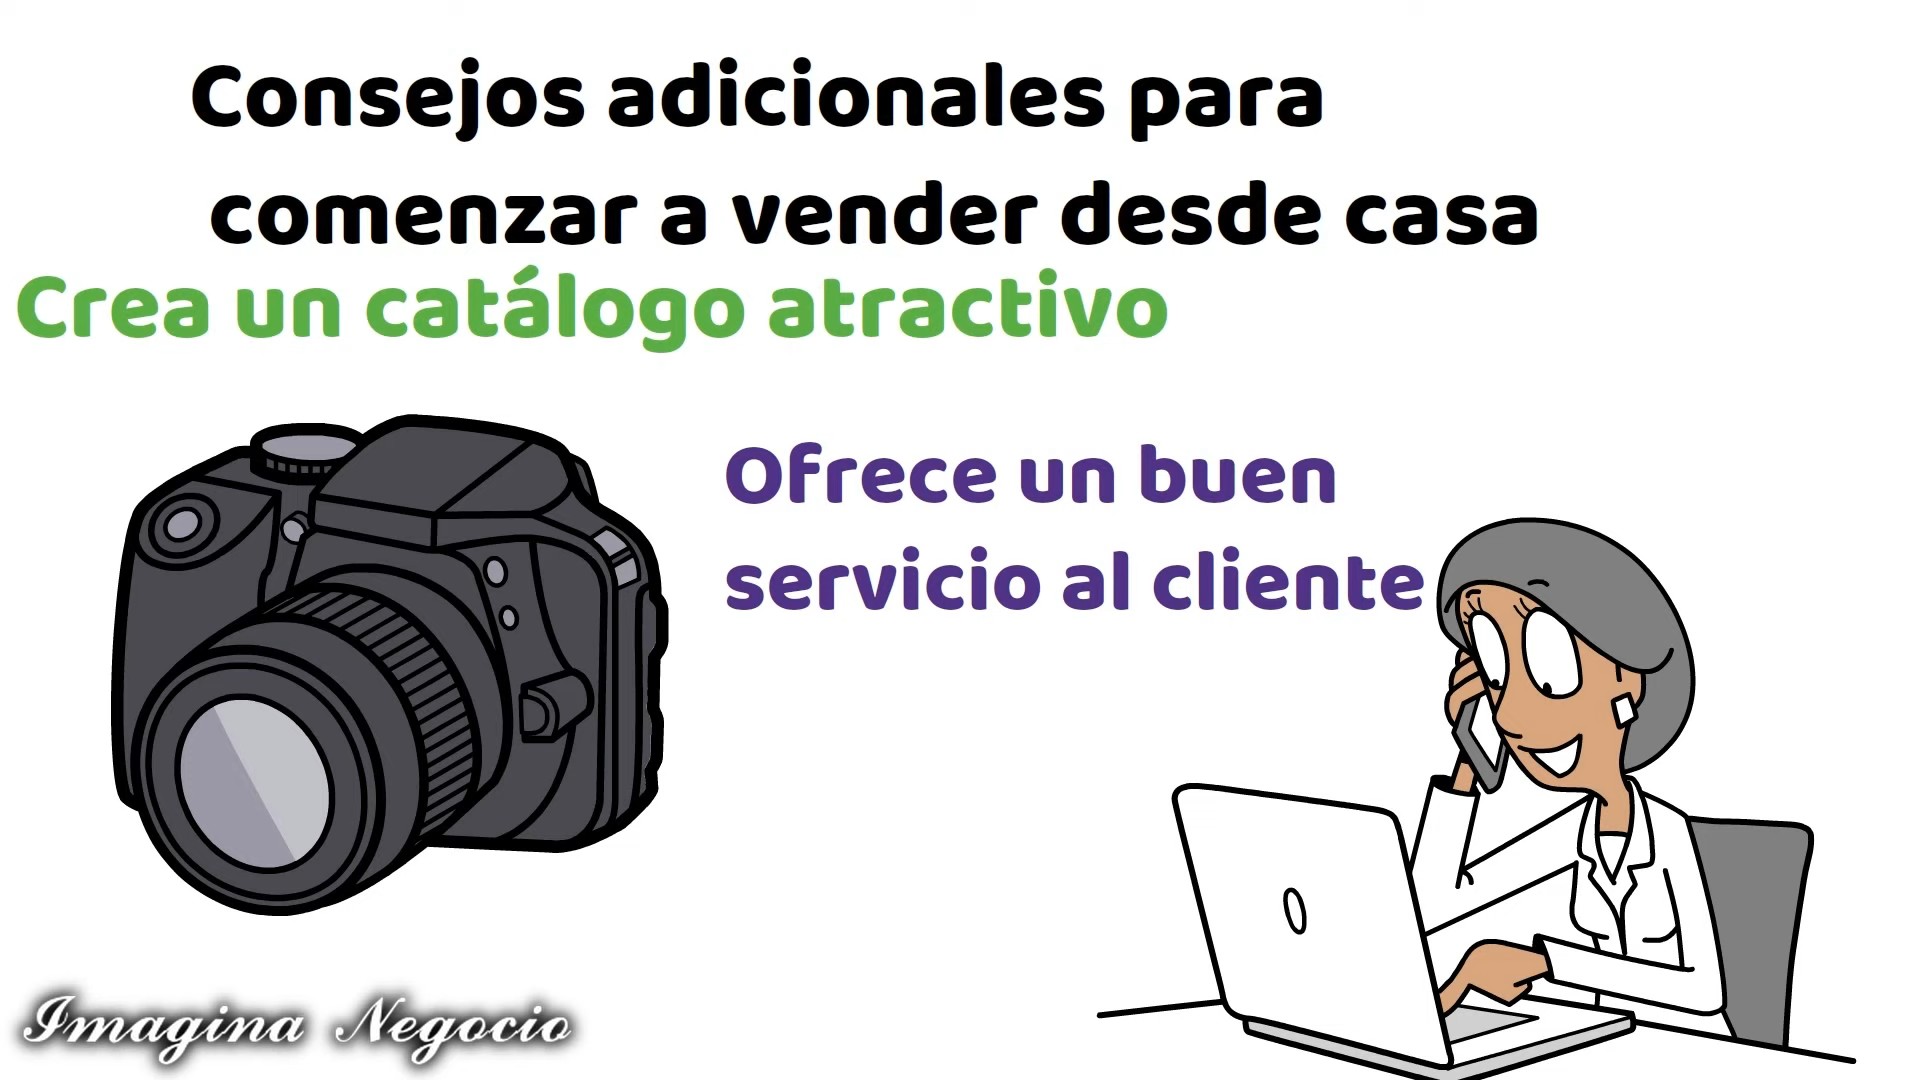 Consejos adicionales para
comenzar a vender desde casa
Crea un catálogo atractivo
Ofrece un buen
servicio al cliente
Imagina Negocio